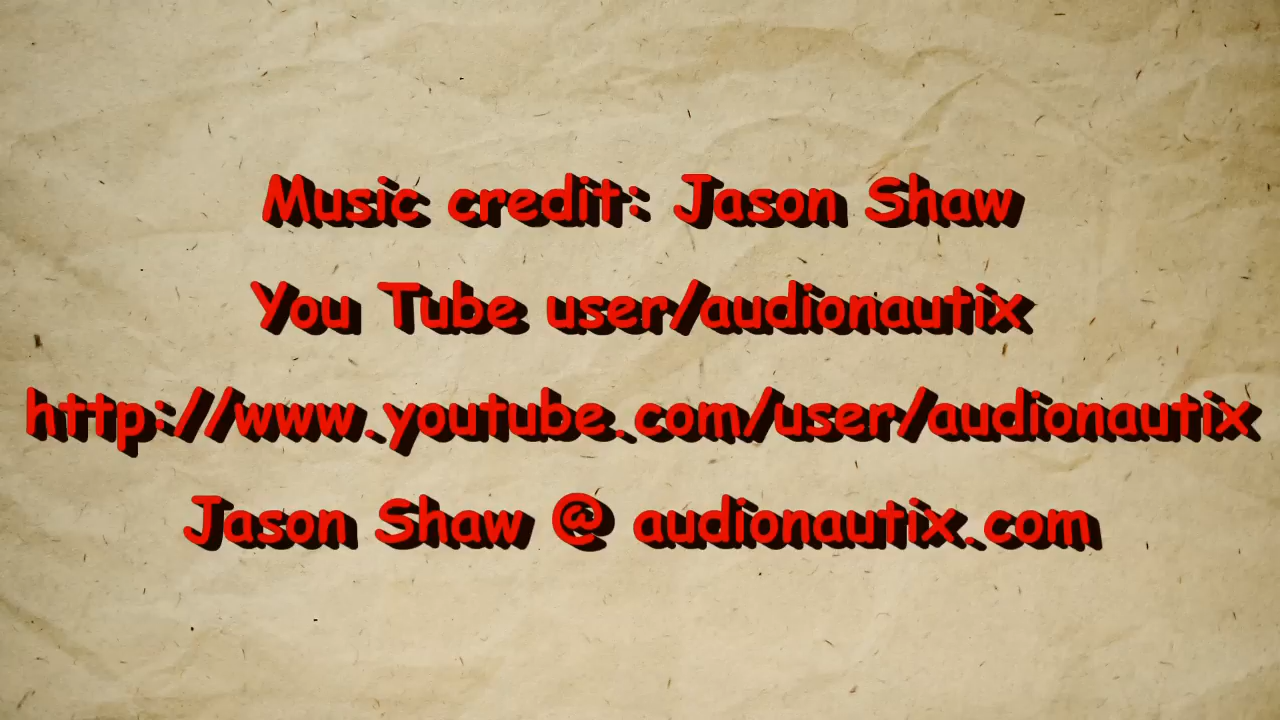 Music credit: Jason Shaw
You Tube user/audionautix
http://www.youtube.com/user/audionautix
Jason Shaw @ audionautix.com